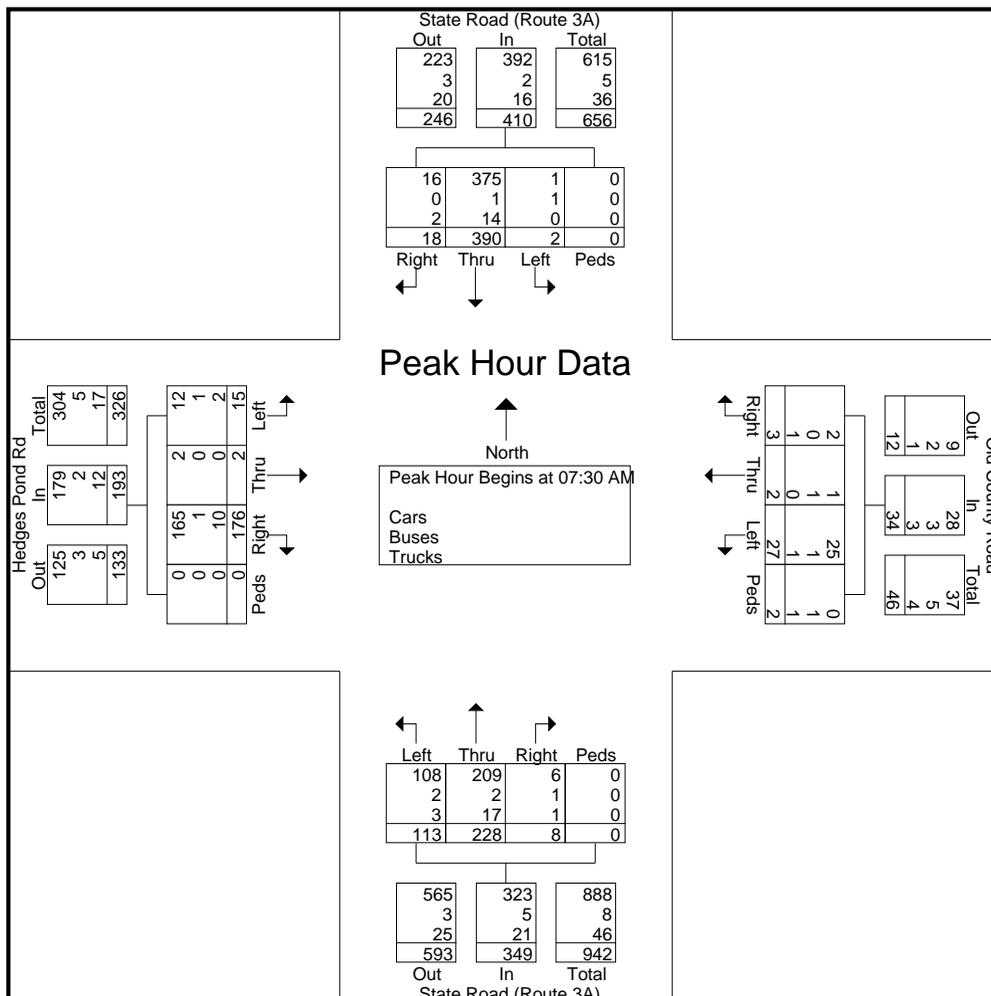 State Road (Route 3A)
Out In Total
223 392 615
3 2 5
20 16 36
246 410 656
16 375 1 0
0 1 1 0
2 14 0 0
18 390 2 0
Right Thru Left Peds
Peak Hour Data
North
Peak Hour Begins at 07:30 AM
Cars
Buses
Trucks
Hedges Pond Rd
Out In Total
125 179 304
3 2 5
5 12 17
133 193 326
0 165 2 12
0 1 0 1
0 10 0 2
0 176 2 15
Peds Right Thru Left
Old County Road
Out In Total
9 28 37
2 3 5
1 3 4
12 34 46
2 1 25 0
0 1 1 1
1 0 1 1
3 2 27 2
Right Thru Left Peds
Left Thru Right Peds
108 209 6 0
2 2 1 0
3 17 1 0
113 228 8 0
565 323 888
3 5 8
25 21 46
593 349 942
Out In Total
State Road (Route 3A)